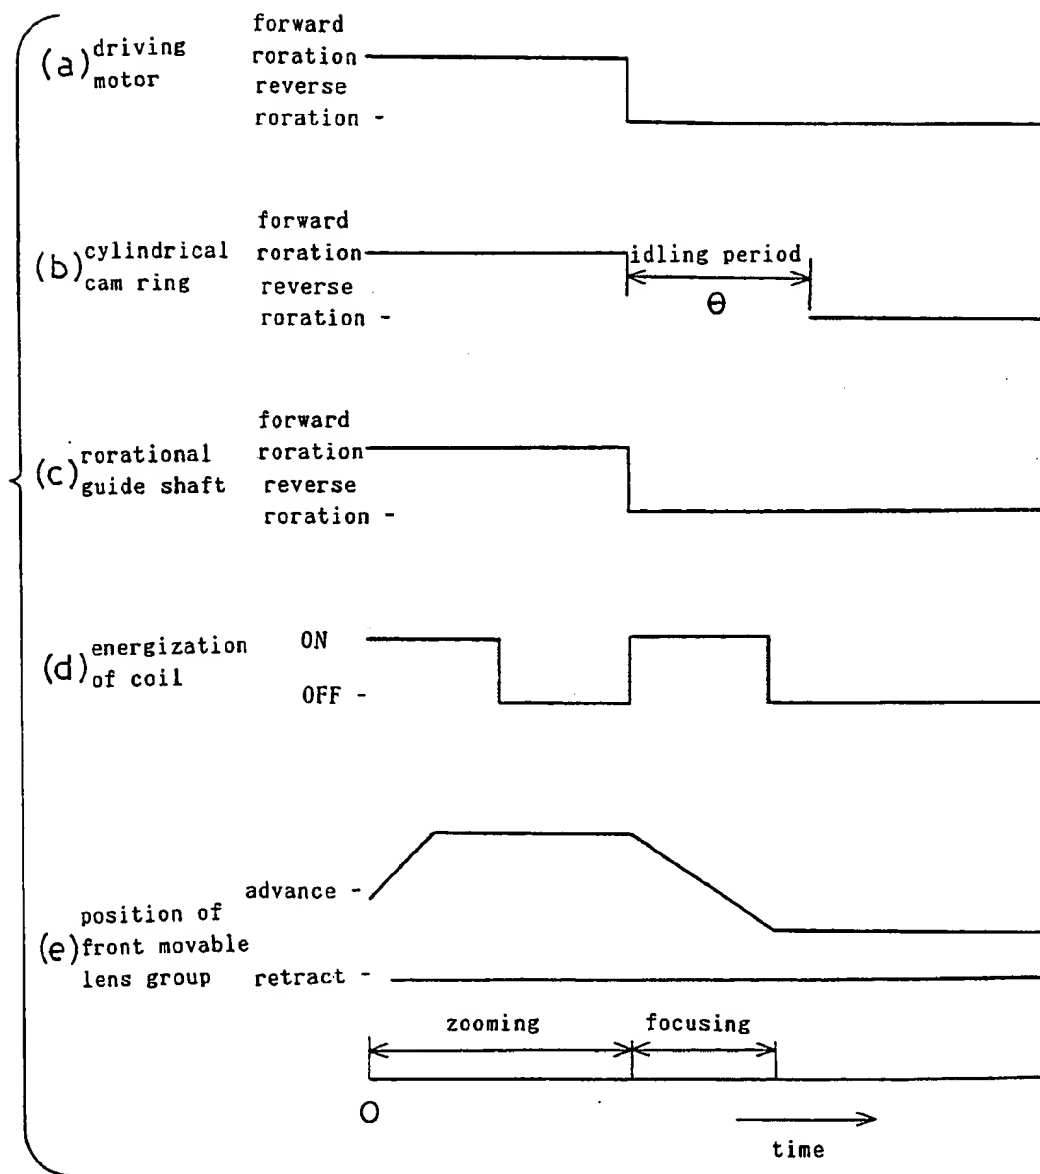 (a) driving motor
forward roration
reverse roration -
(b) cylindrical cam ring
forward roration
reverse roration -
idling period
θ
(c) rorational guide shaft
forward roration
reverse roration -
(d) energization of coil
ON
OFF -
(e) position of front movable lens group
advance -
retract -
zooming
focusing
O
time